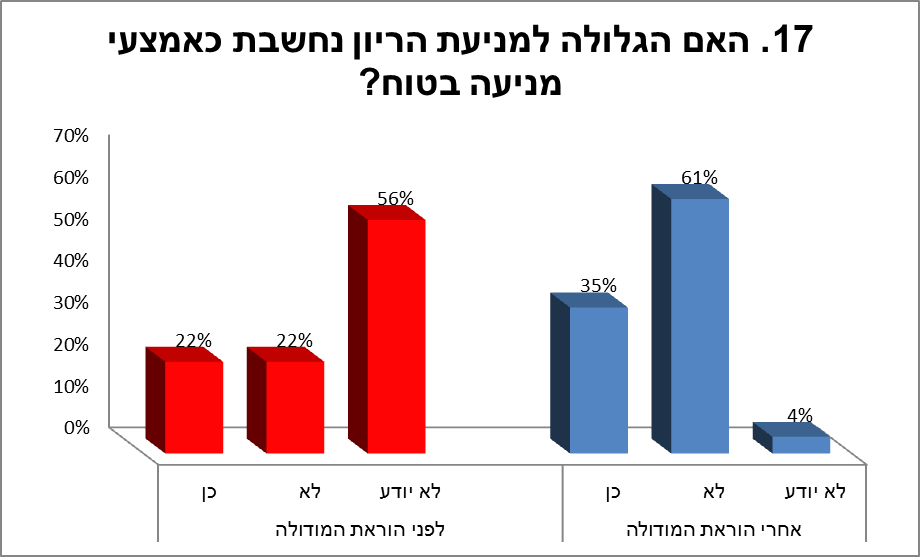 17. האם הגלולה למניעת הריון נחשבת כאמצעי
מניעה בטוח?
70%
60%
50%
40%
30%
20%
10%
0%
22%
22%
56%
35%
61%
4%
כן
לא
לא יודע
כן
לא
לא יודע
לפני הוראת המודולה
אחרי הוראת המודולה